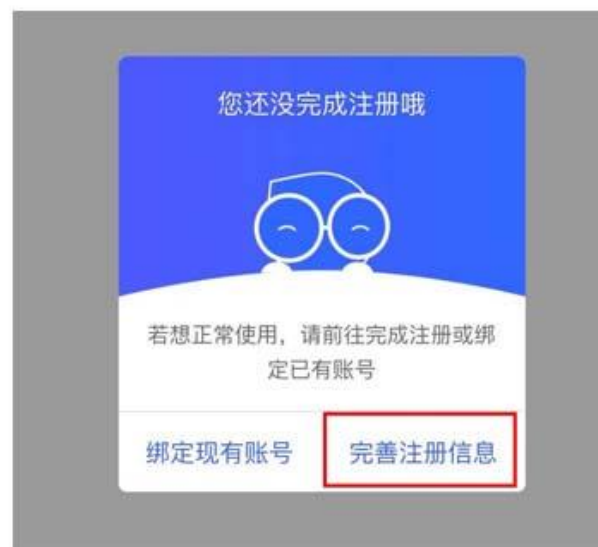 您还没完成注册哦
若想正常使用，请前往完成注册或绑
定已有账号
绑定现有账号
完善注册信息